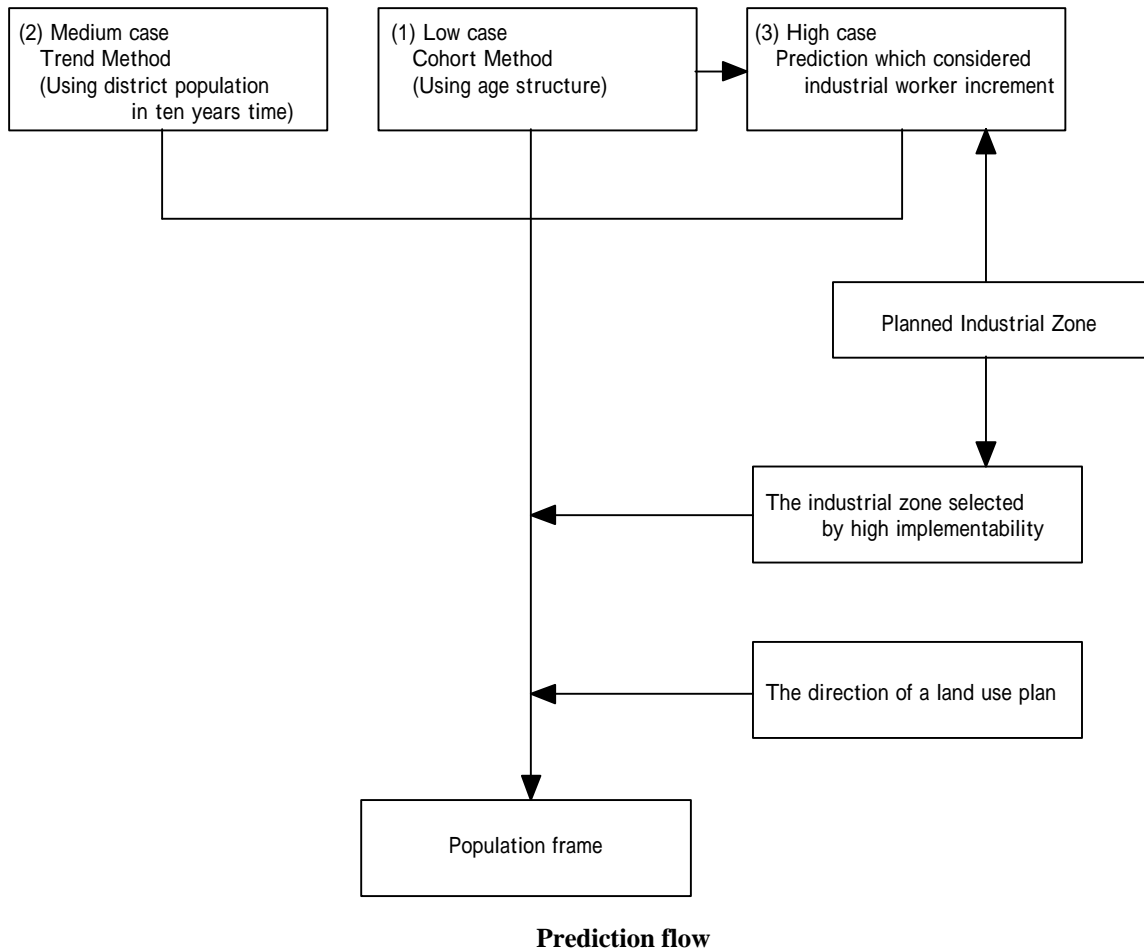 (2) Medium case
Trend Method
(Using district population
in ten years time)
(1) Low case
Cohort Method
(Using age structure)
(3) High case
Prediction which considered
industrial worker increment
Planned Industrial Zone
The industrial zone selected
by high implementability
The direction of a land use plan
Population frame
Prediction flow